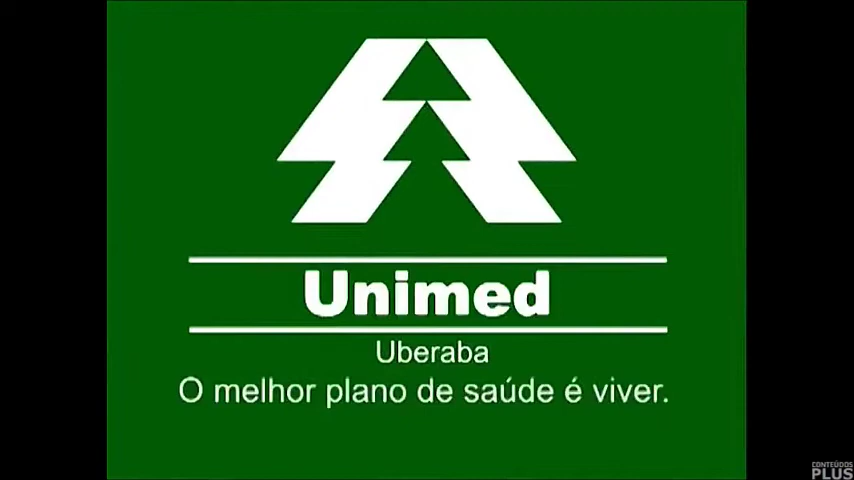 Unimed
Uberaba
O melhor plano de saúde é viver.
CONTEÚDOS
PLUS